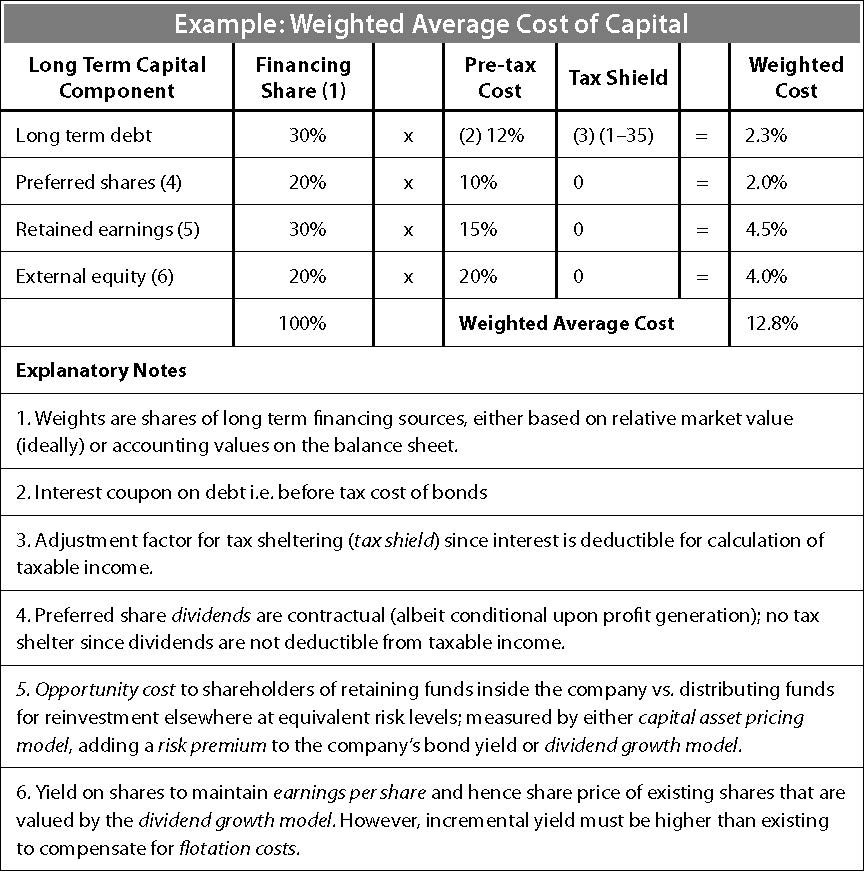 Example: Weighted Average Cost of Capital
Long Term Capital Component Financing Share (1) Pre-tax Cost Tax Shield Weighted Cost
Long term debt 30% x (2) 12% (3) (1–35) = 2.3%
Preferred shares (4) 20% x 10% 0 = 2.0%
Retained earnings (5) 30% x 15% 0 = 4.5%
External equity (6) 20% x 20% 0 = 4.0%
100% Weighted Average Cost 12.8%
Explanatory Notes
1. Weights are shares of long term financing sources, either based on relative market value
(ideally) or accounting values on the balance sheet.
2. Interest coupon on debt i.e. before tax cost of bonds
3. Adjustment factor for tax sheltering (tax shield) since interest is deductible for calculation of
taxable income.
4. Preferred share dividends are contractual (albeit conditional upon profit generation); no tax
shelter since dividends are not deductible from taxable income.
5. Opportunity cost to shareholders of retaining funds inside the company vs. distributing funds
for reinvestment elsewhere at equivalent risk levels; measured by either capital asset pricing
model, adding a risk premium to the company's bond yield or dividend growth model.
6. Yield on shares to maintain earnings per share and hence share price of existing shares that are
valued by the dividend growth model. However, incremental yield must be higher than existing
to compensate for flotation costs.